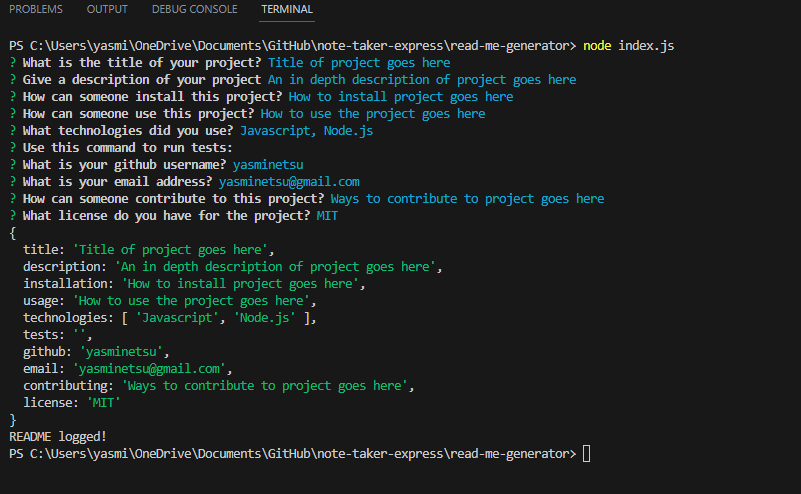 PROBLEMS OUTPUT DEBUG CONSOLE TERMINAL
PS C:\Users\yasmi\OneDrive\Documents\GitHub\note-taker-express\read-me-generator> node index.js
? What is the title of your project? Title of project goes here
? Give a description of your project An in depth description of project goes here
? How can someone install this project? How to install project goes here
? How can someone use this project? How to use the project goes here
? What technologies did you use? Javascript, Node.js
? Use this command to run tests:
? What is your github username? yasminetsu
? What is your email address? yasminetsu@gmail.com
? How can someone contribute to this project? Ways to contribute to project goes here
? What license do you have for the project? MIT
{
  title: 'Title of project goes here',
  description: 'An in depth description of project goes here',
  installation: 'How to install project goes here',
  usage: 'How to use the project goes here',
  technologies: [ 'Javascript', 'Node.js' ],
  tests: '',
  github: 'yasminetsu',
  email: 'yasminetsu@gmail.com',
  contributing: 'Ways to contribute to project goes here',
  license: 'MIT'
}
README logged!
PS C:\Users\yasmi\OneDrive\Documents\GitHub\note-taker-express\read-me-generator>